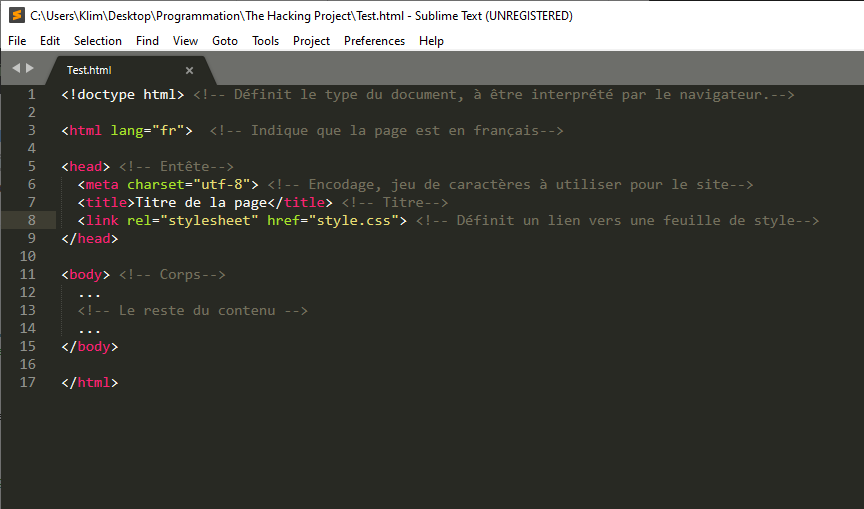 C:\Users\Klim\Desktop\Programmation\The Hacking Project\Test.html - Sublime Text (UNREGISTERED)
File Edit Selection Find View Goto Tools Project Preferences Help
Test.html ×
1 <!doctype html> <!-- Définit le type du document, à être interprété par le navigateur.-->
2
3 <html lang="fr">  <!-- Indique que la page est en français-->
4
5 <head> <!-- Entête-->
6   <meta charset="utf-8"> <!-- Encodage, jeu de caractères à utiliser pour le site-->
7   <title>Titre de la page</title> <!-- Titre-->
8   <link rel="stylesheet" href="style.css"> <!-- Définit un lien vers une feuille de style-->
9 </head>
10
11 <body> <!-- Corps-->
12   ...
13   <!-- Le reste du contenu -->
14   ...
15 </body>
16
17 </html>